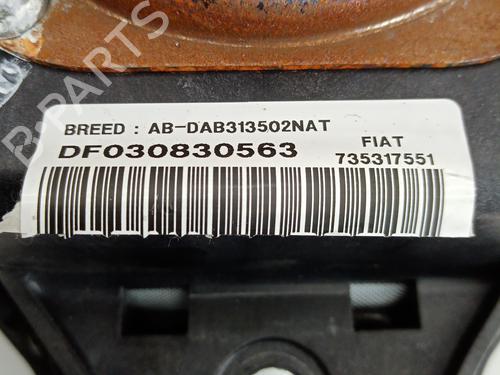 B-PARTS
BREED : AB-DAB313502NAT
DF030830563
FIAT
735317551